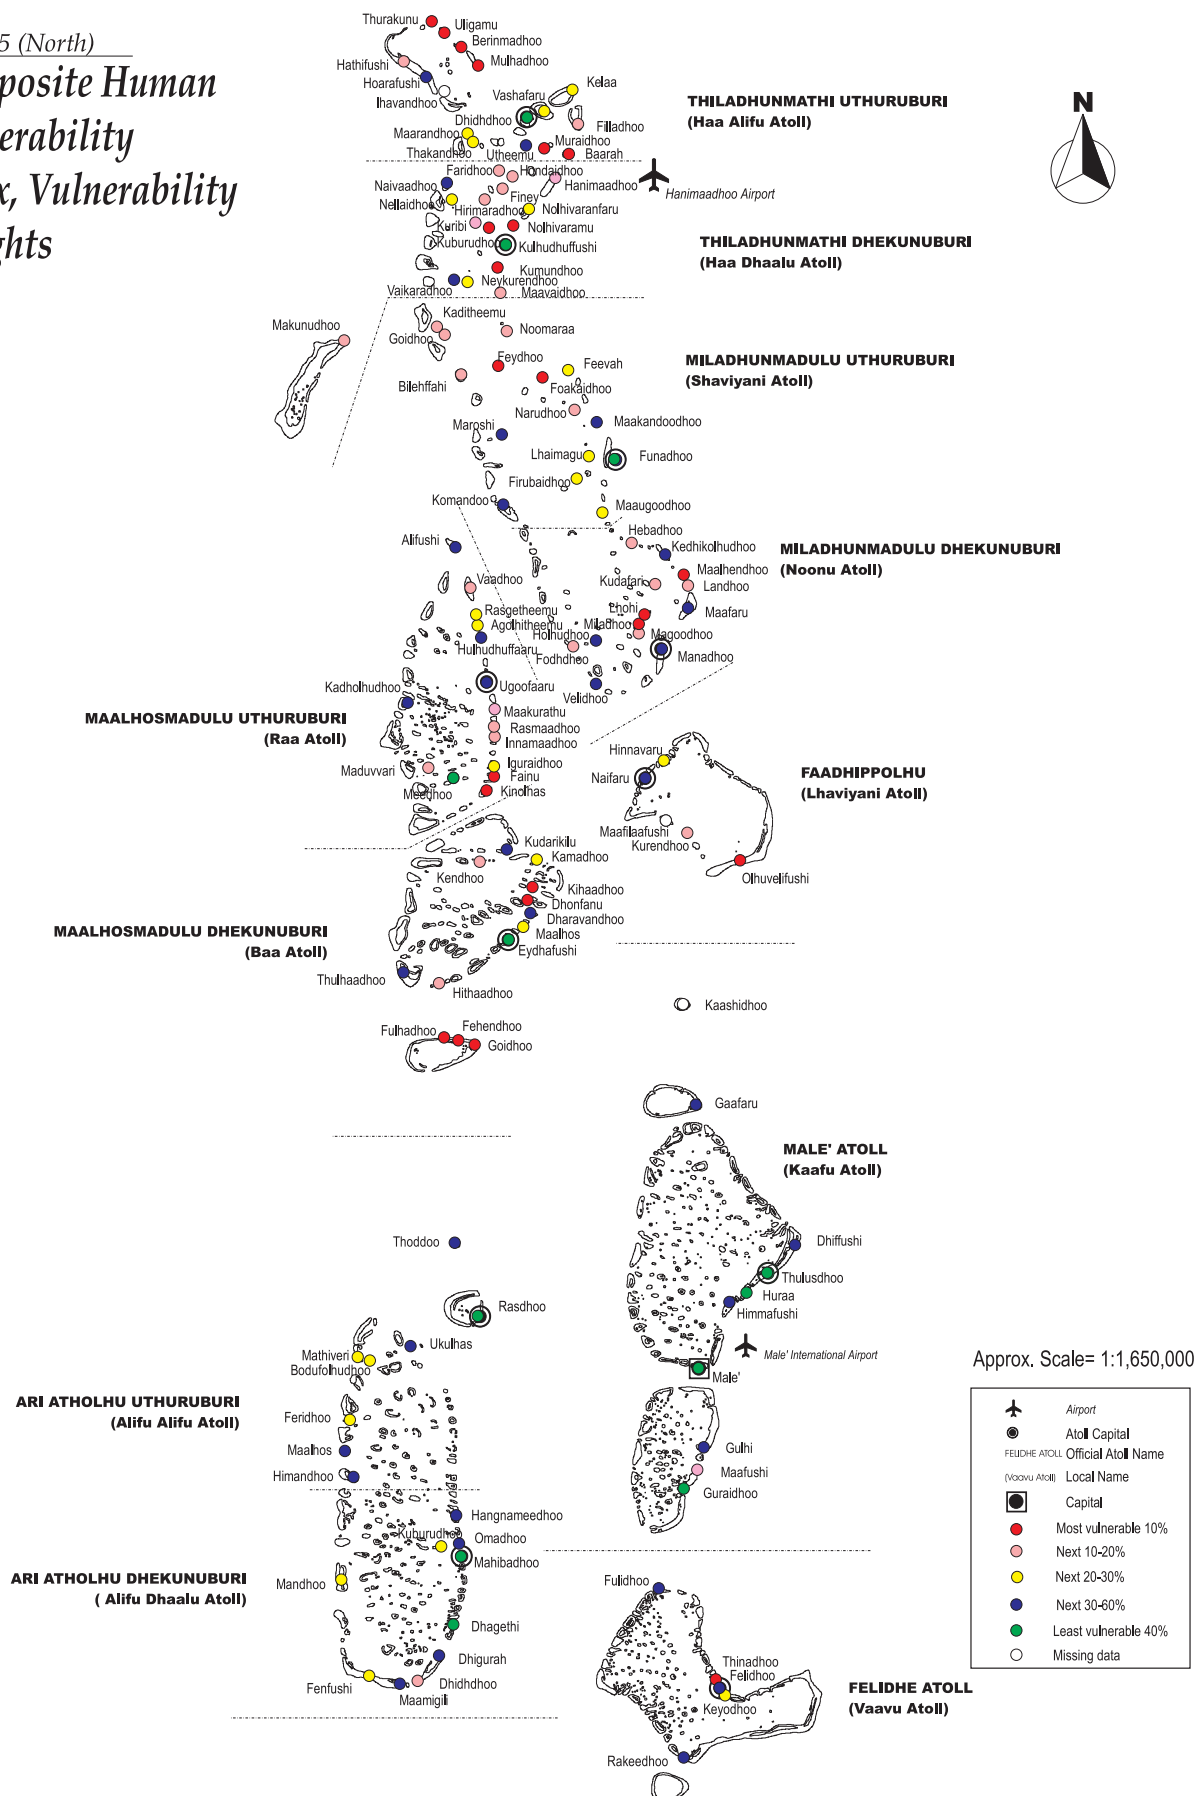 5 (North)
posite Human
erability
x, Vulnerability
ghts
Thurakunu
Uligamu
Berinmadhoo
Mulhadhoo
Hathifushi
Hoarafushi
Ihavandhoo
Kelaa
Vashafaru
Dhidhdhoo
Filladhoo
Maarandhoo
Muraidhoo
Thakandhoo
Utheemu
Baarah
THILADHUNMATHI UTHURUBURI
(Haa Alifu Atoll)
N
Faridhoo
Hondaidhoo
Naivaadhoo
Hanimaadhoo
Hanimaadhoo Airport
Nellaidhoo
Finey
Hirimaradhoo
Nolhivaranfaru
Kuribi
Nolhivaramu
Kuburudhoo
Kulhudhuffushi
THILADHUNMATHI DHEKUNUBURI
(Haa Dhaalu Atoll)
Kumundhoo
Neykurendhoo
Vaikaradhoo
Maavaidhoo
Makunudhoo
Kaditheemu
Goidhoo
Noomaraa
Feydhoo
Feevah
Bilehffahi
Foakaidhoo
MILADHUNMADULU UTHURUBURI
(Shaviyani Atoll)
Narudhoo
Maakandoodhoo
Maroshi
Lhaimagu
Funadhoo
Firubaidhoo
Komandoo
Maaugoodhoo
Alifushi
Hebadhoo
Kedhikolhudhoo
MILADHUNMADULU DHEKUNUBURI
(Noonu Atoll)
Vaadhoo
Kudafari
Maalhendhoo
Landhoo
Rasgetheemu
Lhohi
Maafaru
Agolhitheemu
Miladhoo
Holhudhoo
Magoodhoo
Hulhudhuffaaru
Fodhdhoo
Manadhoo
Kadholhudhoo
Ugoofaaru
Velidhoo
MAALHOSMADULU UTHURUBURI
(Raa Atoll)
Maakurathu
Rasmaadhoo
Innamaadhoo
Maduvvari
Iguraidhoo
Fainu
Meedhoo
Kinolhas
Hinnavaru
Naifaru
FAADHIPPOLHU
(Lhaviyani Atoll)
Maafilaafushi
Kurendhoo
Olhuvelifushi
Kudarikilu
Kamadhoo
Kendhoo
Kihaadhoo
Dhonfanu
Dharavandhoo
Maalhos
Eydhafushi
MAALHOSMADULU DHEKUNUBURI
(Baa Atoll)
Thulhaadhoo
Hithaadhoo
Kaashidhoo
Fulhadhoo
Fehendhoo
Goidhoo
Gaafaru
MALE' ATOLL
(Kaafu Atoll)
Thoddoo
Dhiffushi
Thulusdhoo
Huraa
Himmafushi
Rasdhoo
Ukulhas
Mathiveri
Bodufolhudhoo
Male' International Airport
Male'
ARI ATHOLHU UTHURUBURI
(Alifu Alifu Atoll)
Feridhoo
Maalhos
Himandhoo
Gulhi
Maafushi
Guraidhoo
Hangnameedhoo
Kuburudhoo
Omadhoo
Mahibadhoo
ARI ATHOLHU DHEKUNUBURI
( Alifu Dhaalu Atoll)
Mandhoo
Dhagethi
Dhigurah
Dhidhdhoo
Fenfushi
Maamigili
Fulidhoo
Thinadhoo
Felidhoo
Keyodhoo
FELIDHE ATOLL
(Vaavu Atoll)
Rakeedhoo
Approx. Scale= 1:1,650,000
Airport
Atoll Capital
FELIDHE ATOLL Official Atoll Name
(Vaavu Atoll) Local Name
Capital
Most vulnerable 10%
Next 10-20%
Next 20-30%
Next 30-60%
Least vulnerable 40%
Missing data